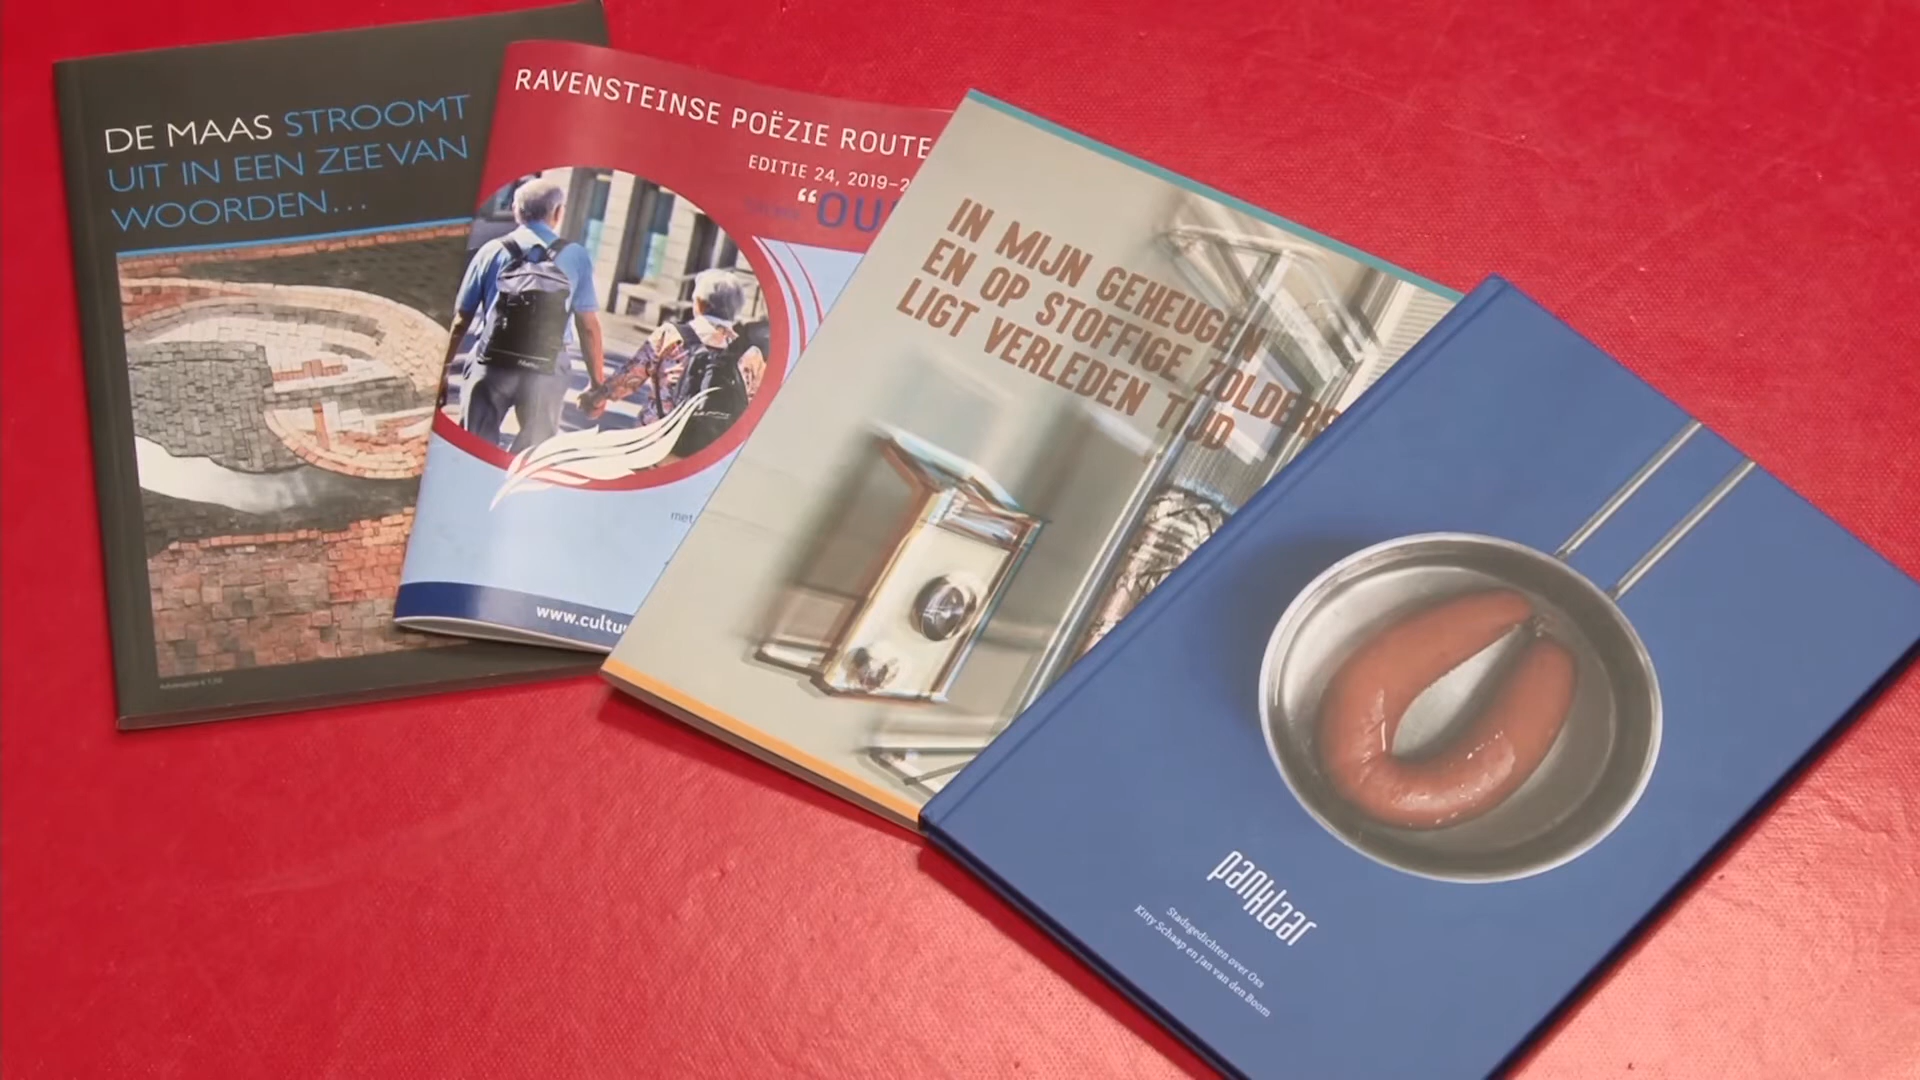 DE MAAS STROOMT
UIT IN EEN ZEE VAN
WOORDEN...
RAVENSTEINSE POËZIE ROUTE
EDITIE 24, 2019-2
"OU
met
www.cultu
IN MIJN GEHEUGEN
EN OP STOFFIGE ZOLDERS
LIGT VERLEDEN TIJD
panklaar
Stadsgedichten over Oss
Kitty Schaap en Jan van den Boom